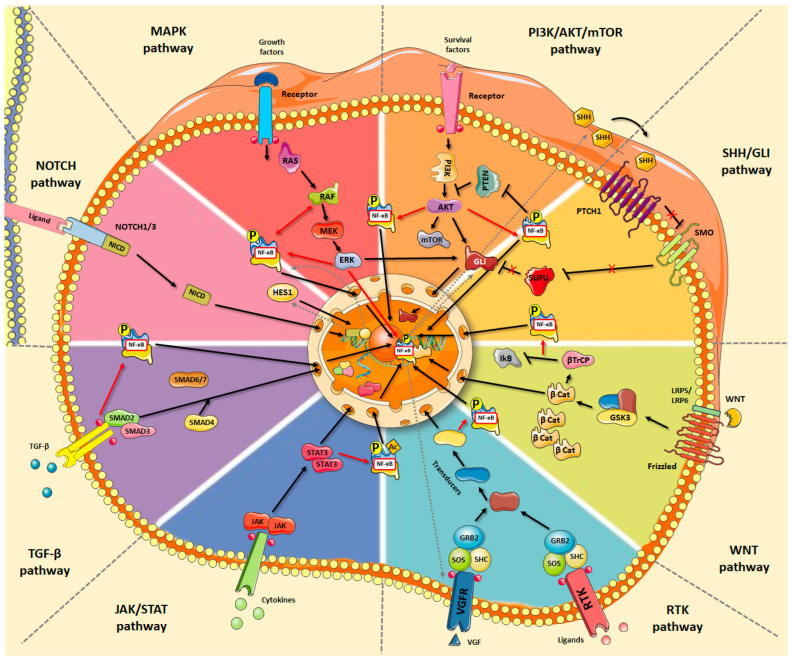 MAPK
pathway
Growth
factors
Receptor
Survival
factors
Receptor
PI3K/AKT/mTOR
pathway
SHH
SHH
SHH
SHH/GLI
pathway
NOTCH
pathway
Ligand
NOTCH1/3
NICD
NICD
RAS
RAF
MEK
ERK
P
NF-κB
HES1
PI3K
PTEN
AKT
mTOR
P
NF-κB
P
NF-κB
GLI
SUFU
X
X
X
PTCH1
SMO
P
NF-κB
P
NF-κB
P
NF-κB
SMAD6/7
SMAD4
SMAD2
SMAD3
TGF-β
IkB
βTrCP
β Cat
β Cat
β Cat
β Cat
GSK3
LRP5/
LRP6
WNT
Frizzled
STAT3
STAT3
P
Ac
NF-κB
JAK
JAK
Cytokines
P
NF-κB
Transducers
GRB2
SOS
SHC
VGFR
VGF
GRB2
SOS
SHC
RTK
Ligands
TGF-β
pathway
JAK/STAT
pathway
RTK
pathway
WNT
pathway